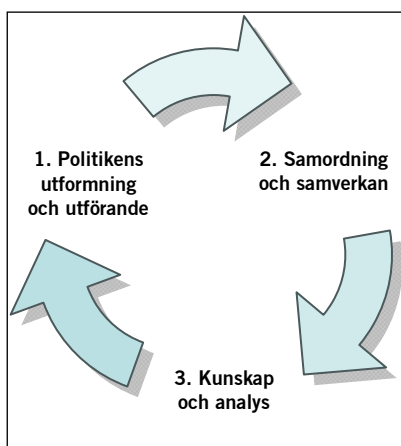 1. Politikens
utformning
och utförande
2. Samordning
och samverkan
3. Kunskap
och analys